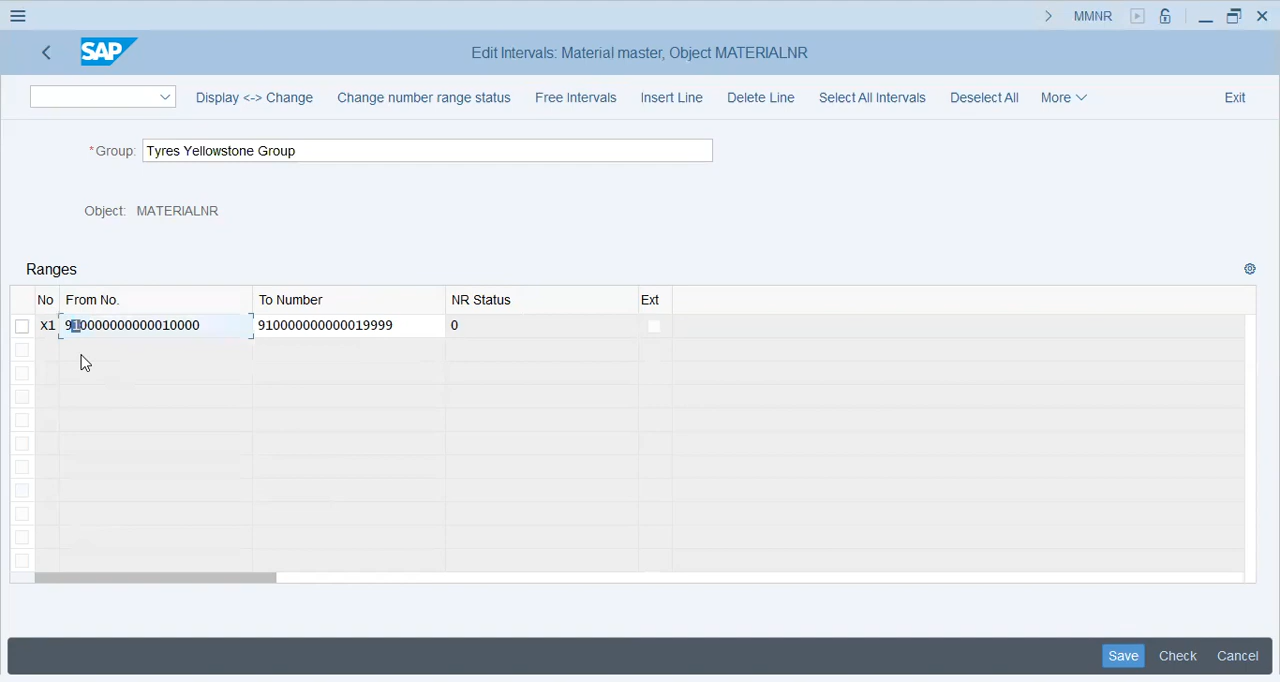 MMNR
SAP Edit Intervals: Material master, Object MATERIALNR
Display <-> Change Change number range status Free Intervals Insert Line Delete Line Select All Intervals Deselect All More Exit
*Group: Tyres Yellowstone Group
Object: MATERIALNR
Ranges
No From No. To Number NR Status Ext
X1 910000000000010000 910000000000019999 0
Save Check Cancel